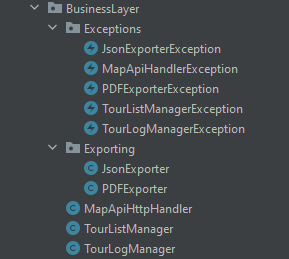 BusinessLayer
Exceptions
JsonExporterException
MapApiHandlerException
PDFExporterException
TourListManagerException
TourLogManagerException
Exporting
JsonExporter
PDFExporter
MapApiHttpHandler
TourListManager
TourLogManager